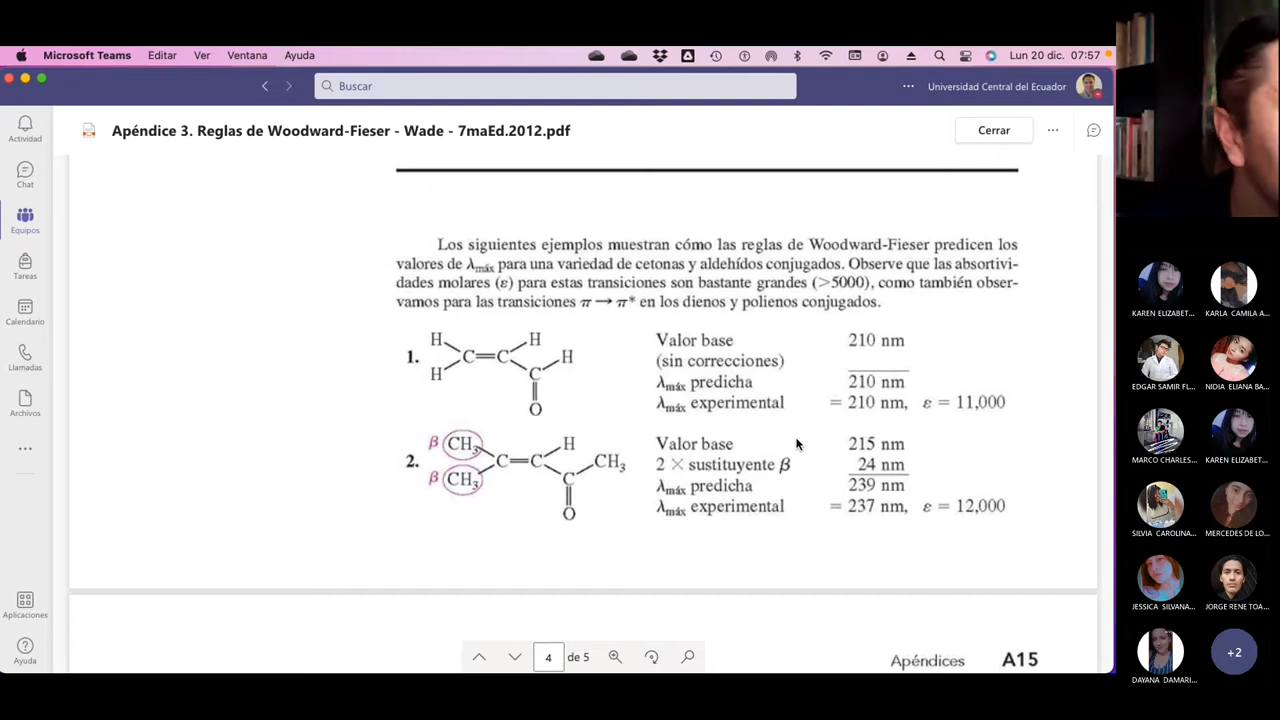 Microsoft Teams Editar Ver Ventana Ayuda Lun 20 dic. 07:57
Buscar
Universidad Central del Ecuador
Actividad
Chat
Equipos
Tareas
Calendario
Llamadas
Archivos
Aplicaciones
Ayuda
Apéndice 3. Reglas de Woodward-Fieser - Wade - 7maEd.2012.pdf
Cerrar
Los siguientes ejemplos muestran cómo las reglas de Woodward-Fieser predicen los
valores de λmáx para una variedad de cetonas y aldehídos conjugados. Observe que las absortivi-
dades molares (ε) para estas transiciones son bastante grandes (>5000), como también obser-
vamos para las transiciones π → π* en los dienos y polienos conjugados.
1.
H H
C=C H
H C
O
Valor base 210 nm
(sin correcciones)
λmáx predicha 210 nm
λmáx experimental = 210 nm, ε = 11,000
2.
β CH3 H
C=C CH3
β CH3 C
O
Valor base 215 nm
2 × sustituyente β 24 nm
λmáx predicha 239 nm
λmáx experimental = 237 nm, ε = 12,000
4 de 5
Apéndices A15
KAREN ELIZABET... KARLA CAMILA A...
EDGAR SAMIR FL... NIDIA ELIANA BA...
MARCO CHARLES... KAREN ELIZABET...
SILVIA CAROLINA... MERCEDES DE LO...
JESSICA SILVANA... JORGE RENE TOA...
DAYANA DAMARI... +2